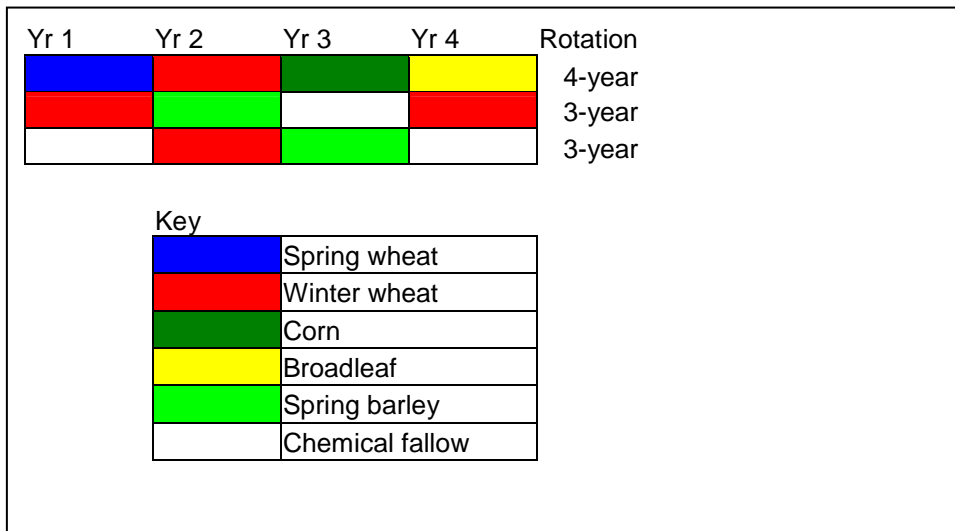 Yr 1 Yr 2 Yr 3 Yr 4 Rotation
4-year
3-year
3-year
Key
Spring wheat
Winter wheat
Corn
Broadleaf
Spring barley
Chemical fallow